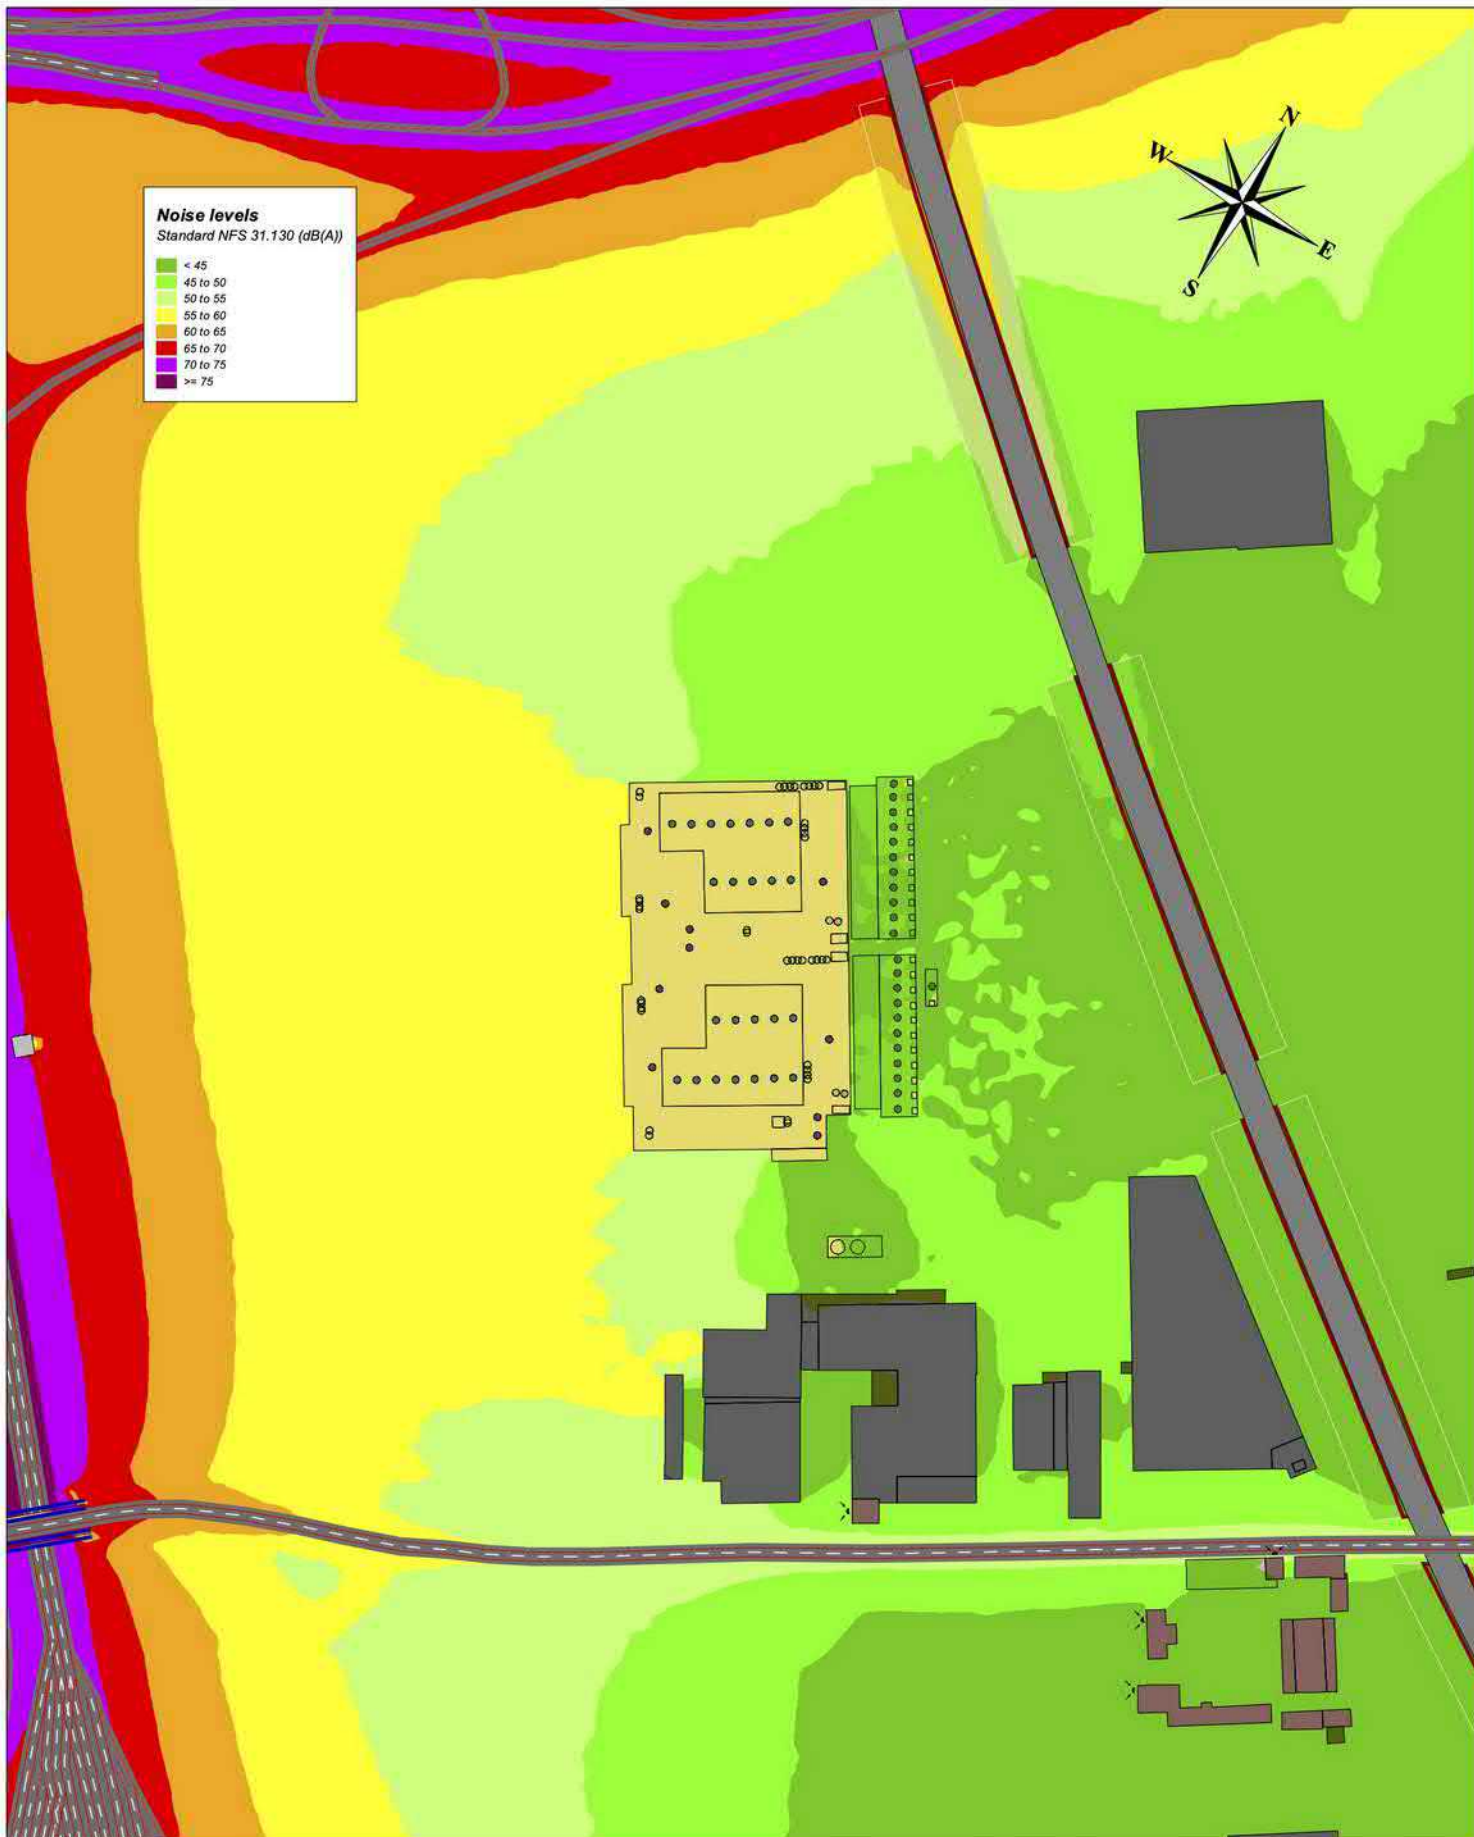 N
W
E
S
Noise levels
Standard NFS 31.130 (dB(A))
< 45
45 to 50
50 to 55
55 to 60
60 to 65
65 to 70
70 to 75
>= 75